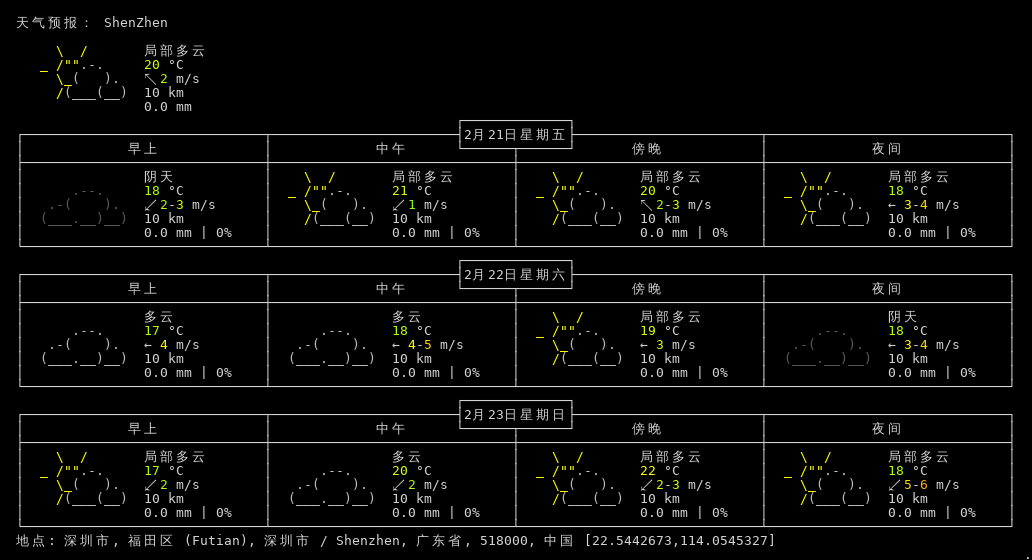 天气预报： ShenZhen
局部多云
20 °C
↖ 2 m/s
10 km
0.0 mm
2月21日星期五
早上 中午 傍晚 夜间
阴天 局部多云 局部多云 局部多云
18 °C 21 °C 20 °C 18 °C
↙ 2-3 m/s ↙ 1 m/s ↖ 2-3 m/s ← 3-4 m/s
10 km 10 km 10 km 10 km
0.0 mm | 0% 0.0 mm | 0% 0.0 mm | 0% 0.0 mm | 0%
2月22日星期六
早上 中午 傍晚 夜间
多云 多云 局部多云 阴天
17 °C 18 °C 19 °C 18 °C
← 4 m/s ← 4-5 m/s ← 3 m/s ← 3-4 m/s
10 km 10 km 10 km 10 km
0.0 mm | 0% 0.0 mm | 0% 0.0 mm | 0% 0.0 mm | 0%
2月23日星期日
早上 中午 傍晚 夜间
局部多云 多云 局部多云 局部多云
17 °C 20 °C 22 °C 18 °C
↙ 2 m/s ↙ 2 m/s ↙ 2-3 m/s ↙ 5-6 m/s
10 km 10 km 10 km 10 km
0.0 mm | 0% 0.0 mm | 0% 0.0 mm | 0% 0.0 mm | 0%
地点: 深圳市, 福田区 (Futian), 深圳市 / Shenzhen, 广东省, 518000, 中国 [22.5442673,114.0545327]